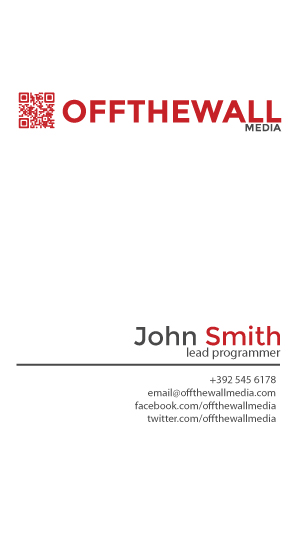 OFFTHEWALL
MEDIA
John Smith
lead programmer
+392 545 6178
email@offthewallmedia.com
facebook.com/offthewallmedia
twitter.com/offthewallmedia